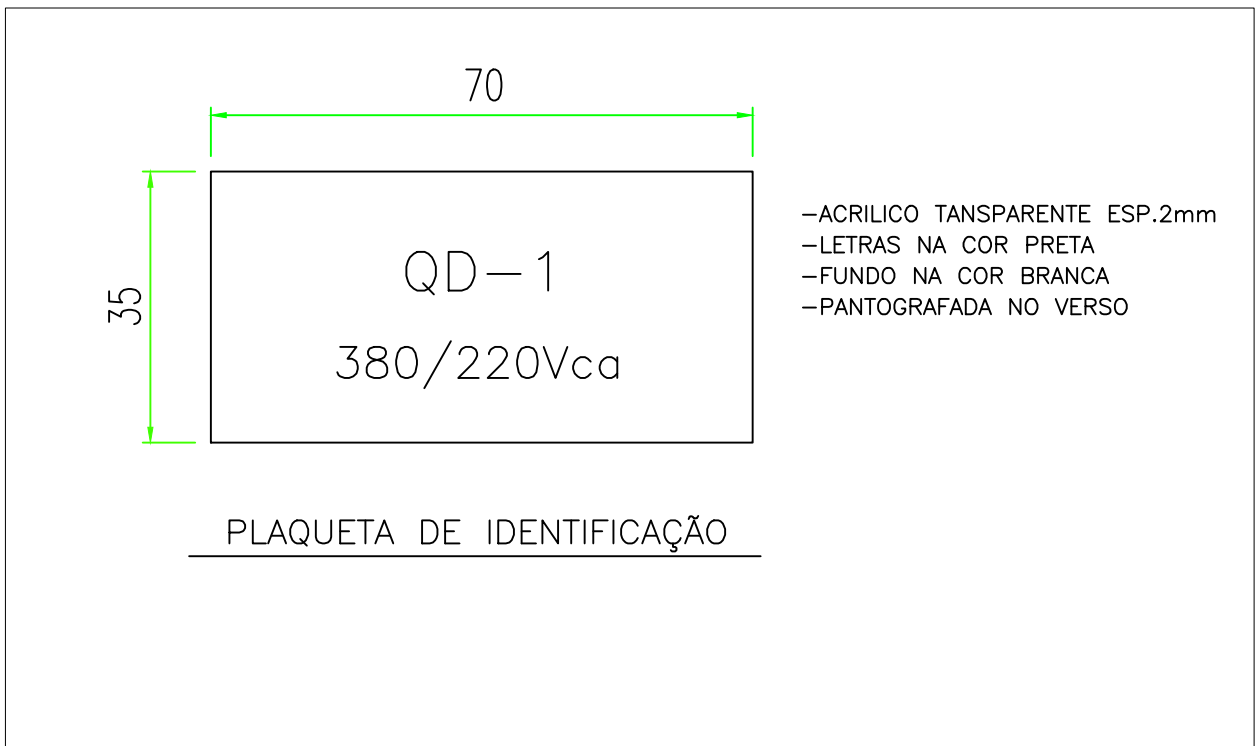 70
35
QD-1
380/220Vca
-ACRILICO TANSPARENTE ESP.2mm
-LETRAS NA COR PRETA
-FUNDO NA COR BRANCA
-PANTOGRAFADA NO VERSO
PLAQUETA DE IDENTIFICAÇÃO